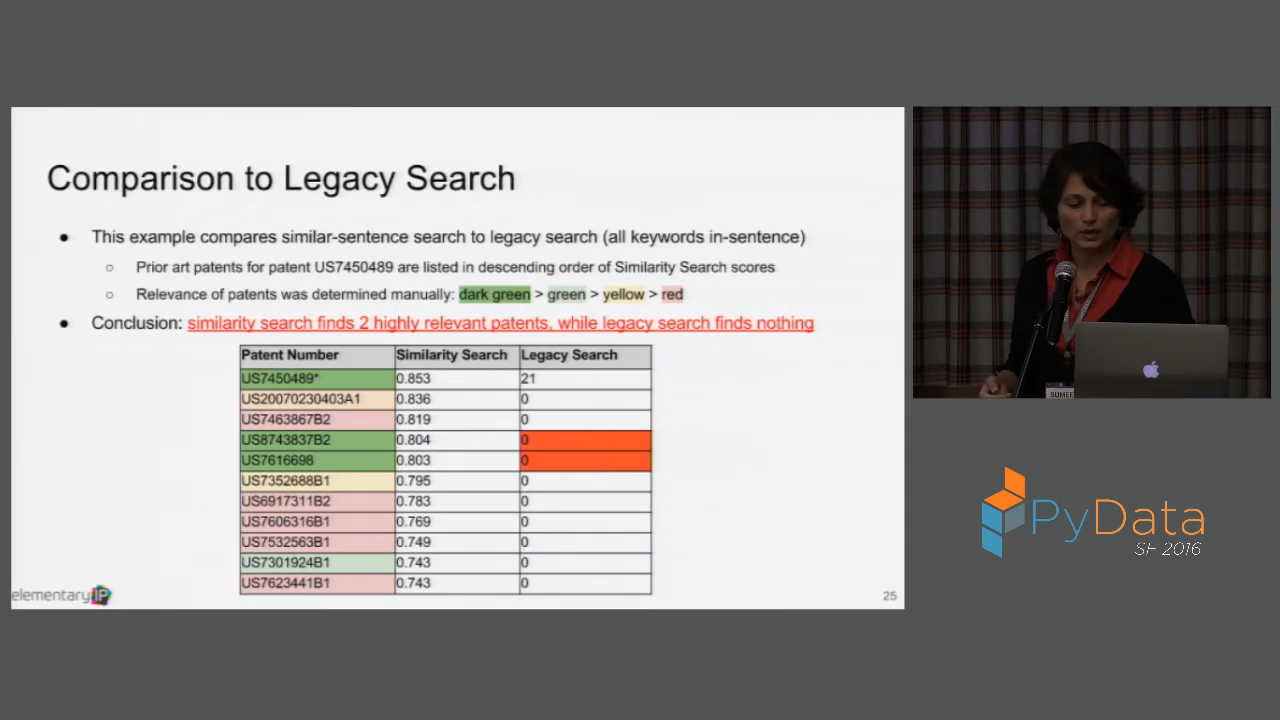 Comparison to Legacy Search
● This example compares similar-sentence search to legacy search (all keywords in-sentence)
○ Prior art patents for patent US7450489 are listed in descending order of Similarity Search scores
○ Relevance of patents was determined manually: dark green > green > yellow > red
● Conclusion: similarity search finds 2 highly relevant patents, while legacy search finds nothing
Patent Number Similarity Search Legacy Search
US7450489* 0.853 21
US20070230403A1 0.836 0
US7463867B2 0.819 0
US8743837B2 0.804 0
US7616698 0.803 0
US7352688B1 0.795 0
US6917311B2 0.783 0
US7606316B1 0.769 0
US7532563B1 0.749 0
US7301924B1 0.743 0
US7623441B1 0.743 0
elementary IP
25
SUMEE
PyData
SF 2016